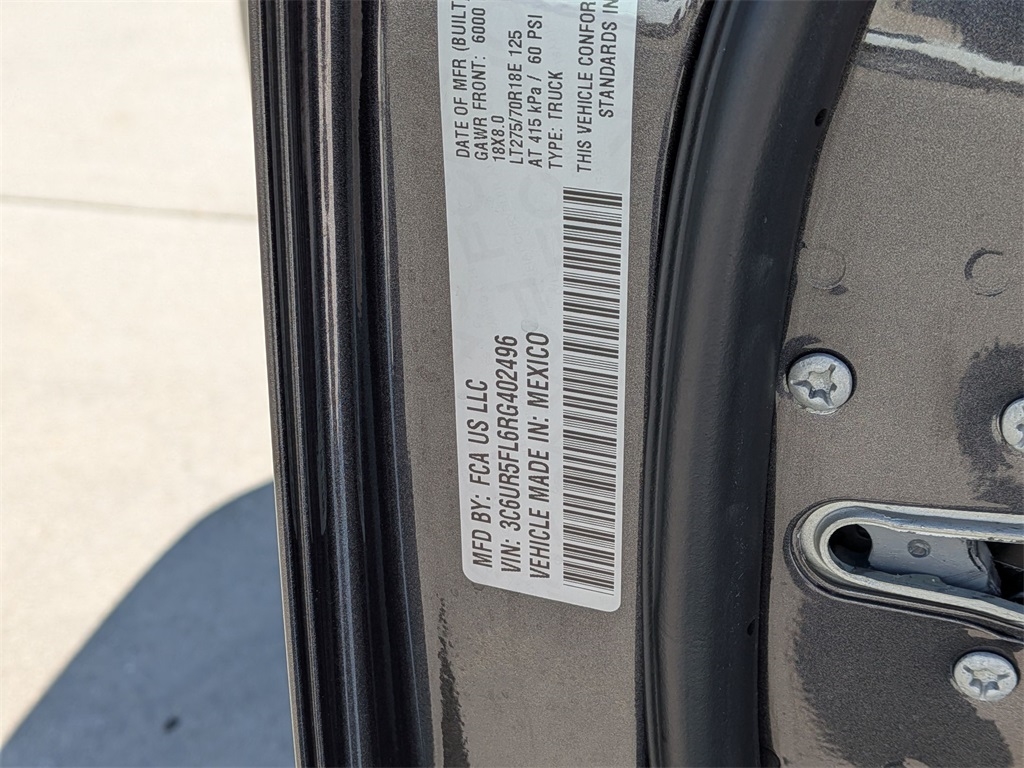 DATE OF MFR (BUILT
GAWR FRONT: 6000
18X8.0
LT275/70R18E 125
AT 415 kPa / 60 PSI
TYPE: TRUCK
THIS VEHICLE CONFOR
STANDARDS IN
MFD BY: FCA US LLC
VIN: 3C6UR5FL6RG402496
VEHICLE MADE IN: MEXICO